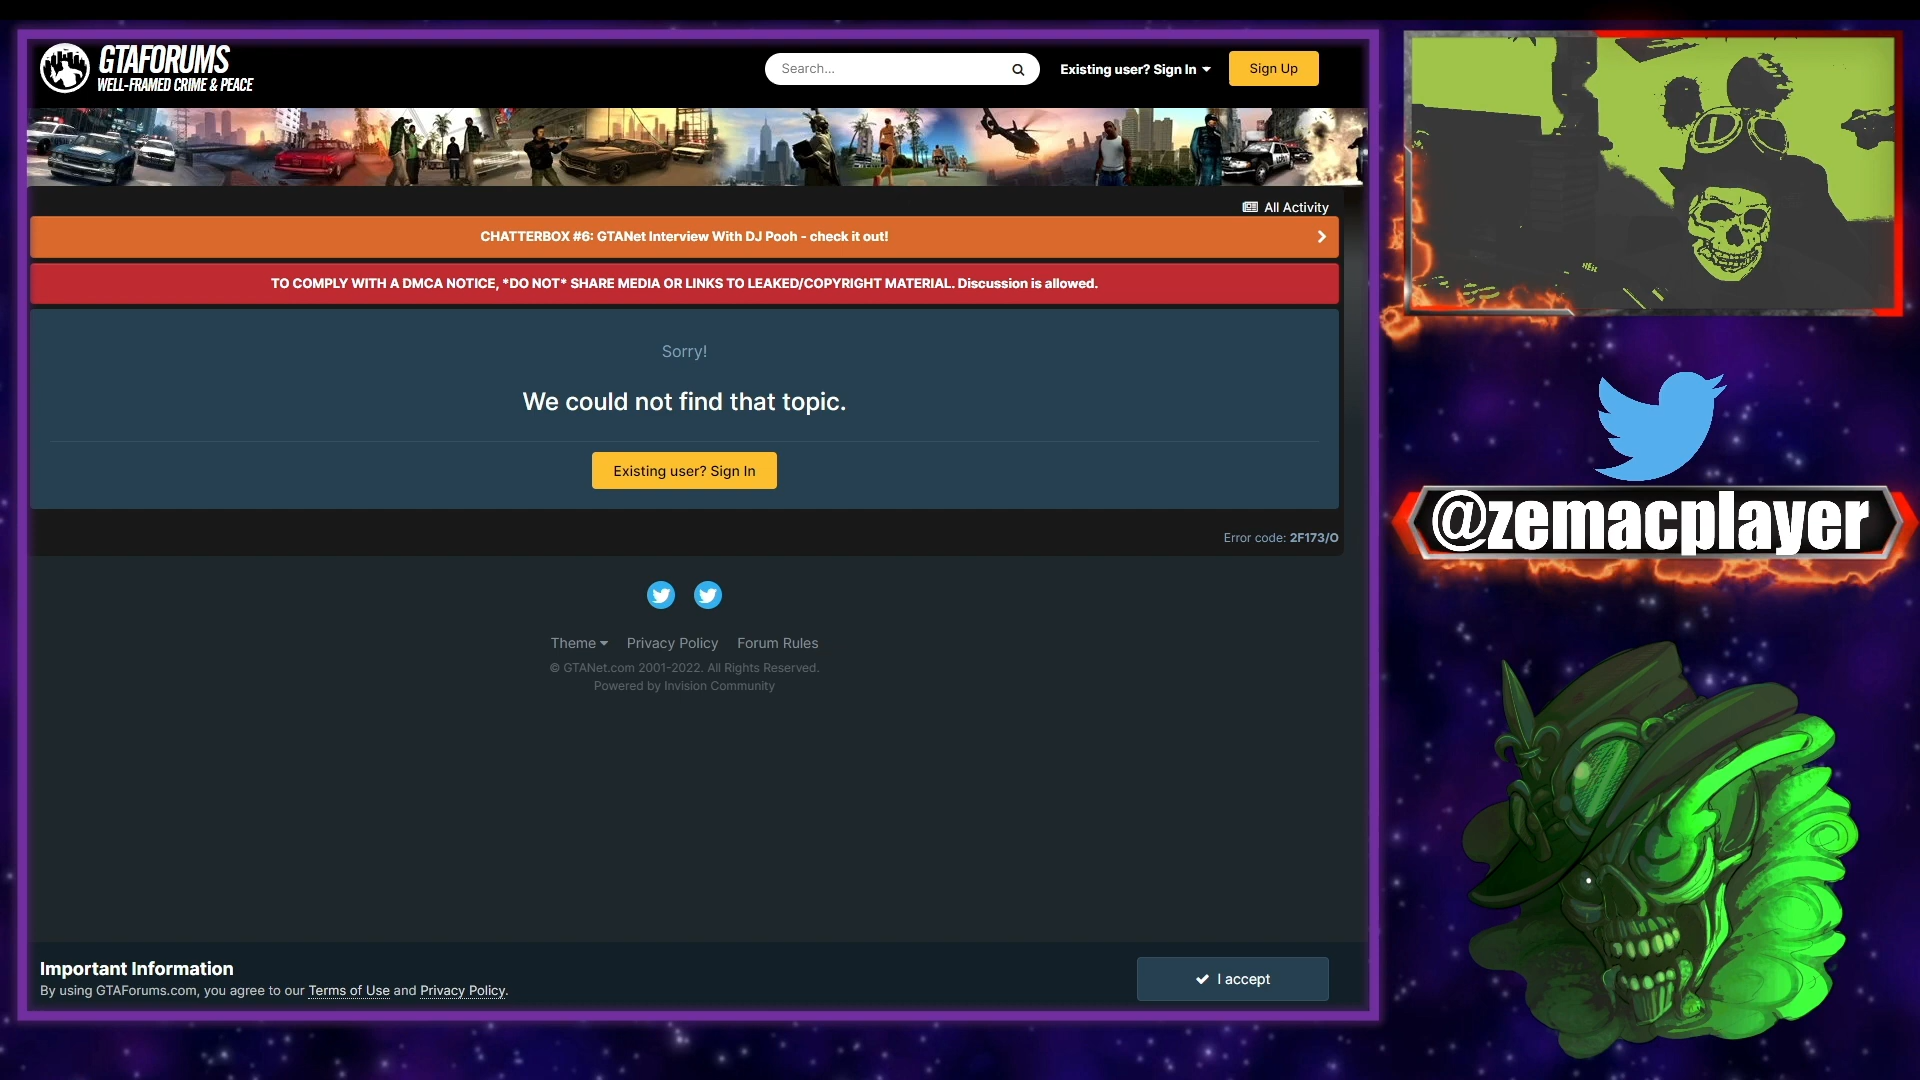 GTAFORUMS
WELL-FRAMED CRIME & PEACE
Search...
Existing user? Sign In
Sign Up
All Activity
CHATTERBOX #6: GTANet Interview With DJ Pooh - check it out!
TO COMPLY WITH A DMCA NOTICE, *DO NOT* SHARE MEDIA OR LINKS TO LEAKED/COPYRIGHT MATERIAL. Discussion is allowed.
Sorry!
We could not find that topic.
Existing user? Sign In
Error code: 2F173/O
Theme
Privacy Policy
Forum Rules
© GTANet.com 2001-2022. All Rights Reserved.
Powered by Invision Community
Important Information
By using GTAForums.com, you agree to our Terms of Use and Privacy Policy.
I accept
@zemacplayer